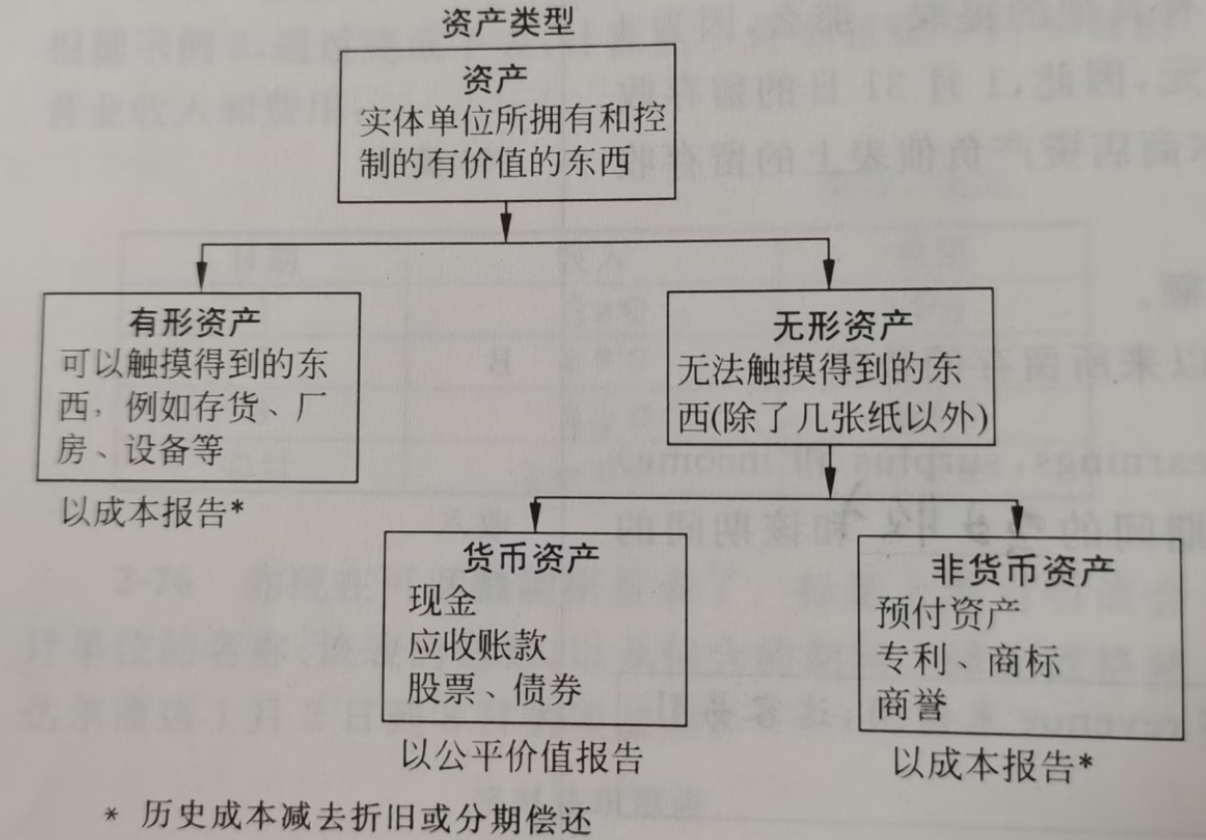 资产类型
资产
实体单位所拥有和控
制的有价值的东西
有形资产
可以触摸得到的东
西，例如存货、厂
房、设备等
以成本报告*
无形资产
无法触摸得到的东
西(除了几张纸以外)
货币资产
现金
应收账款
股票、债券
以公平价值报告
非货币资产
预付资产
专利、商标
商誉
以成本报告*
* 历史成本减去折旧或分期偿还